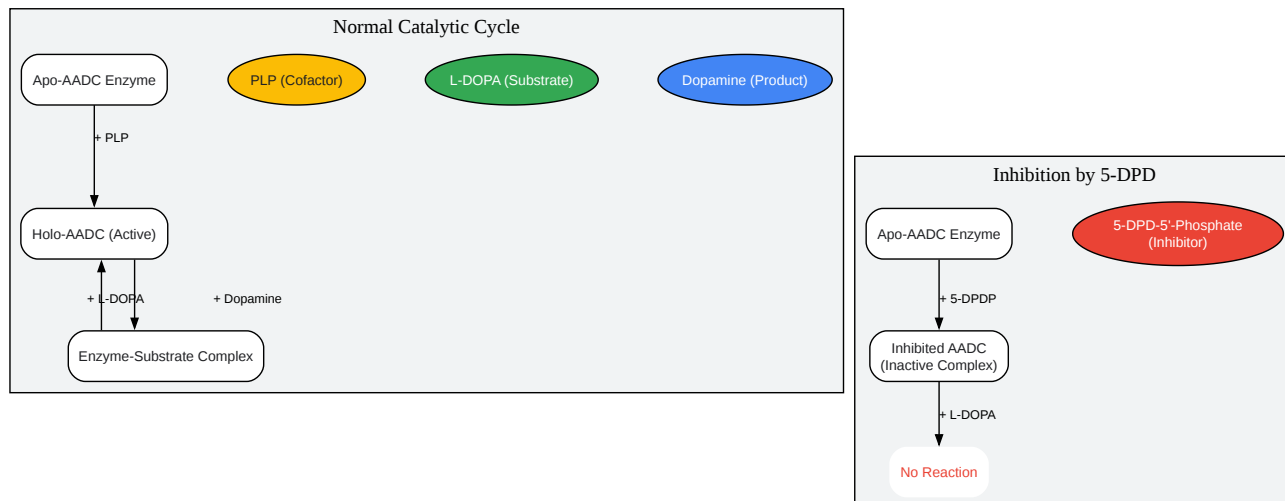 Normal Catalytic Cycle
Apo-AADC Enzyme
PLP (Cofactor)
L-DOPA (Substrate)
Dopamine (Product)
+ PLP
Holo-AADC (Active)
+ L-DOPA
+ Dopamine
Enzyme-Substrate Complex
Inhibition by 5-DPD
Apo-AADC Enzyme
5-DPD-5'-Phosphate
(Inhibitor)
+ 5-DPDP
Inhibited AADC
(Inactive Complex)
+ L-DOPA
No Reaction